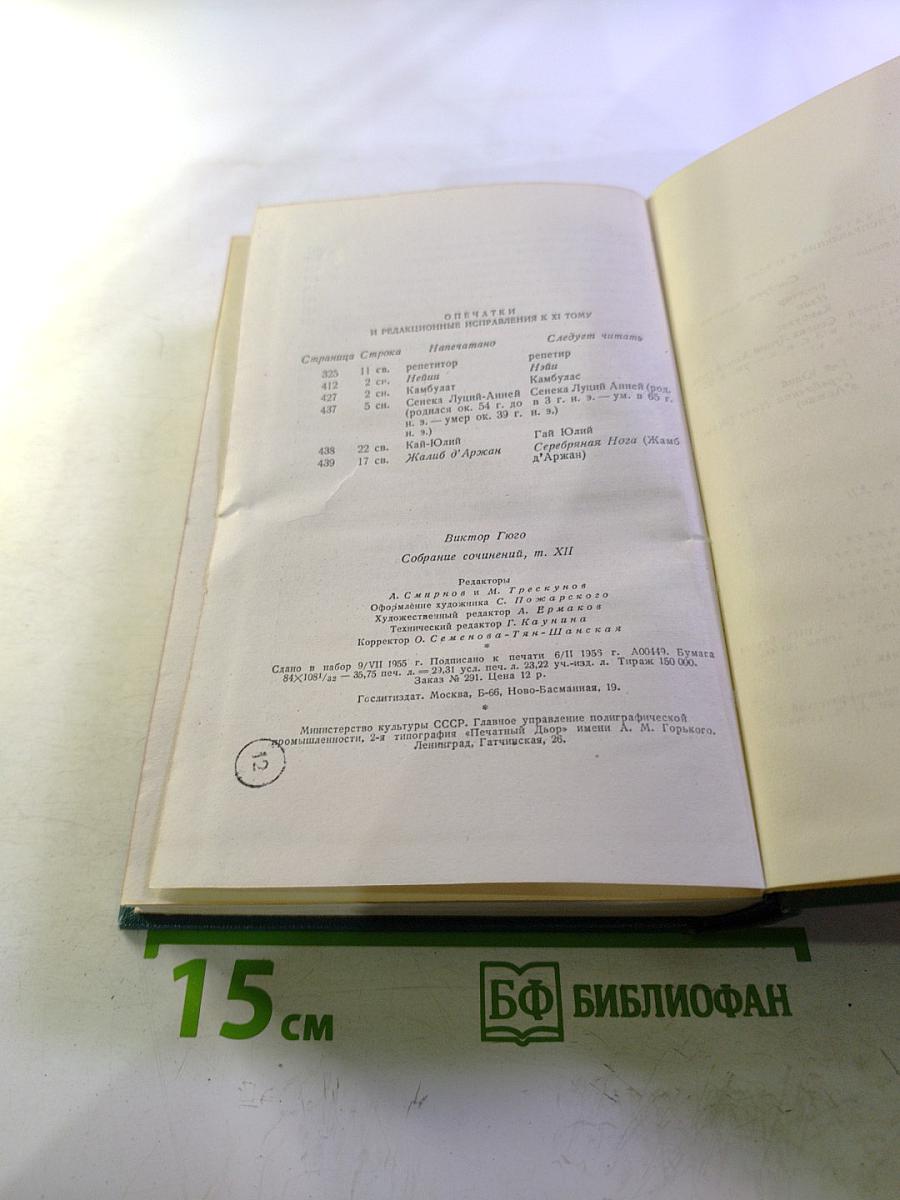 ОПЕЧАТКИ
И РЕДАКЦИОННЫЕ ИСПРАВЛЕНИЯ К XI ТОМУ
Страница Строка Напечатано Следует читать
325 11 св. репетитор репетир
412 2 сн. Нейии Нэйи
427 2 сн. Камбулат Камбулас
437 5 сн. Сенека Луций-Анней Сенека Луций Анней (род.
(родился ок. 54 г. до в 3 г. н. э. — ум. в 65 г.
н. э. — умер ок. 39 г. н. э.)
н. э.)
438 22 св. Кай-Юлий Гай Юлий
439 17 св. Жалиб д'Аржан Серебряная Нога (Жамб
д'Аржан)
Виктор Гюго
Собрание сочинений, т. XII
Редакторы
А. Смирнов и М. Трескунов
Оформление художника С. Пожарского
Художественный редактор А. Ермаков
Технический редактор Г. Каунина
Корректор О. Семенова-Тян-Шанская
*
Сдано в набор 9/VII 1955 г. Подписано к печати 6/II 1956 г. А00449. Бумага
84×108¹/₃₂ — 35,75 печ. л. = 29,31 усл. печ. л. 23,22 уч.-изд. л. Тираж 150 000.
Заказ № 291. Цена 12 р.
Гослитиздат. Москва, Б-66, Ново-Басманная, 19.
*
Министерство культуры СССР. Главное управление полиграфической
промышленности, 2-я типография «Печатный Двор» имени А. М. Горького.
Ленинград, Гатчинская, 26.
12
15 см
БФ БИБЛИОФАН